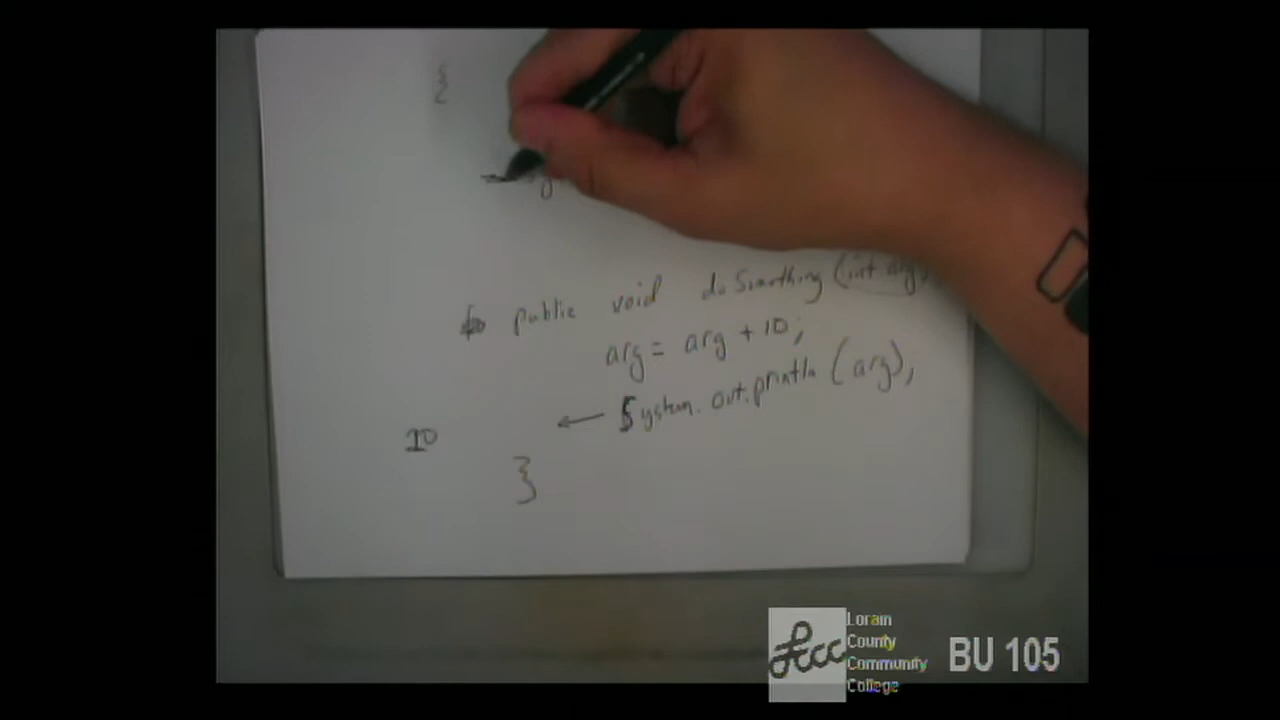 {
public void doSomething (int arg)
arg = arg + 10;
System.out.println (arg);
10
}
Lorain
County
Community
College
lccc
BU 105